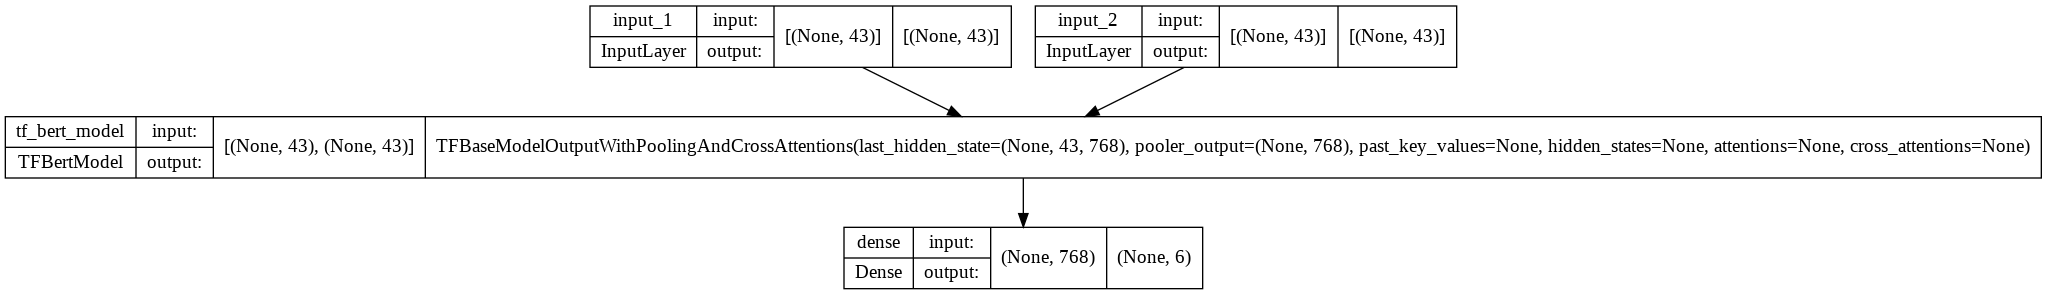 input_1 input: [(None, 43)] [(None, 43)]
InputLayer output:
input_2 input: [(None, 43)] [(None, 43)]
InputLayer output:
tf_bert_model input: [(None, 43), (None, 43)] TFBaseModelOutputWithPoolingAndCrossAttentions(last_hidden_state=(None, 43, 768), pooler_output=(None, 768), past_key_values=None, hidden_states=None, attentions=None, cross_attentions=None)
TFBertModel output:
dense input: (None, 768) (None, 6)
Dense output: